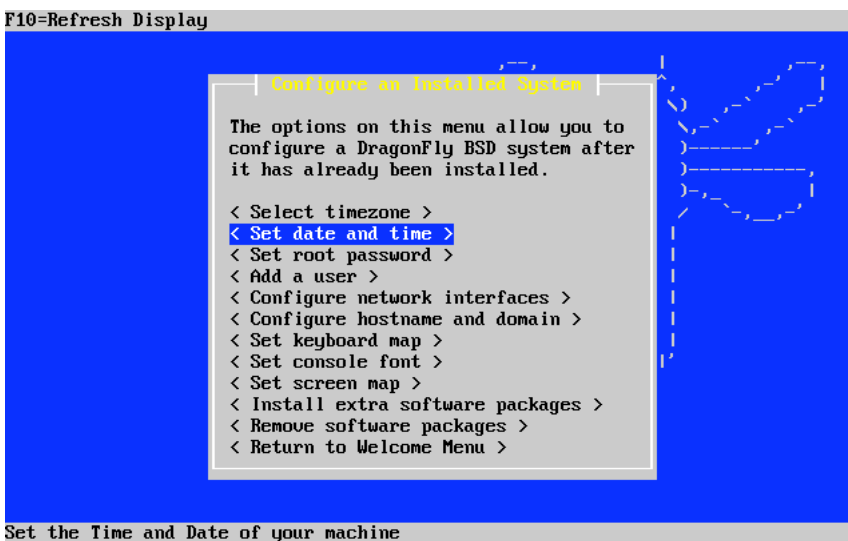 F10=Refresh Display
Configure an Installed System
The options on this menu allow you to
configure a DragonFly BSD system after
it has already been installed.
< Select timezone >
< Set date and time >
< Set root password >
< Add a user >
< Configure network interfaces >
< Configure hostname and domain >
< Set keyboard map >
< Set console font >
< Set screen map >
< Install extra software packages >
< Remove software packages >
< Return to Welcome Menu >
Set the Time and Date of your machine